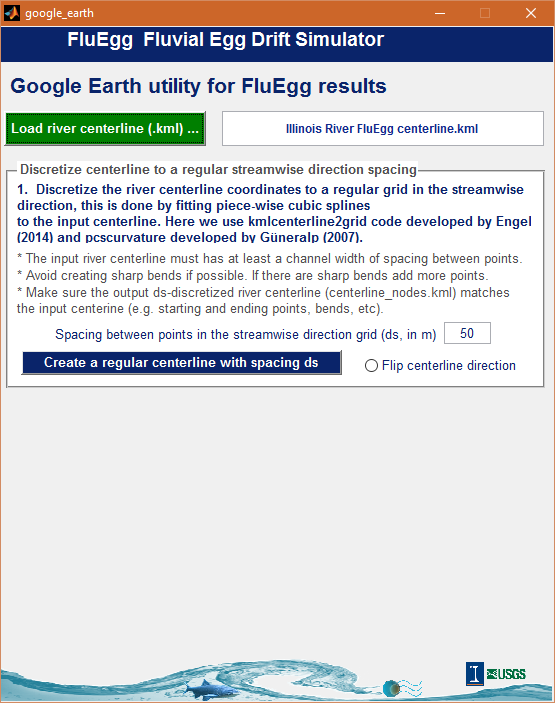 google_earth
FluEgg Fluvial Egg Drift Simulator
Google Earth utility for FluEgg results
Load river centerline (.kml) ...
Illinois River FluEgg centerline.kml
Discretize centerline to a regular streamwise direction spacing
1. Discretize the river centerline coordinates to a regular grid in the streamwise
direction, this is done by fitting piece-wise cubic splines
to the input centerline. Here we use kmlcenterline2grid code developed by Engel
(2014) and pcscurvature developed by Güneralp (2007).
* The input river centerline must has at least a channel width of spacing between points.
* Avoid creating sharp bends if possible. If there are sharp bends add more points.
* Make sure the output ds-discretized river centerline (centerline_nodes.kml) matches
the input centerine (e.g. starting and ending points, bends, etc).
Spacing between points in the streamwise direction grid (ds, in m)
50
Create a regular centerline with spacing ds
Flip centerline direction
I
USGS